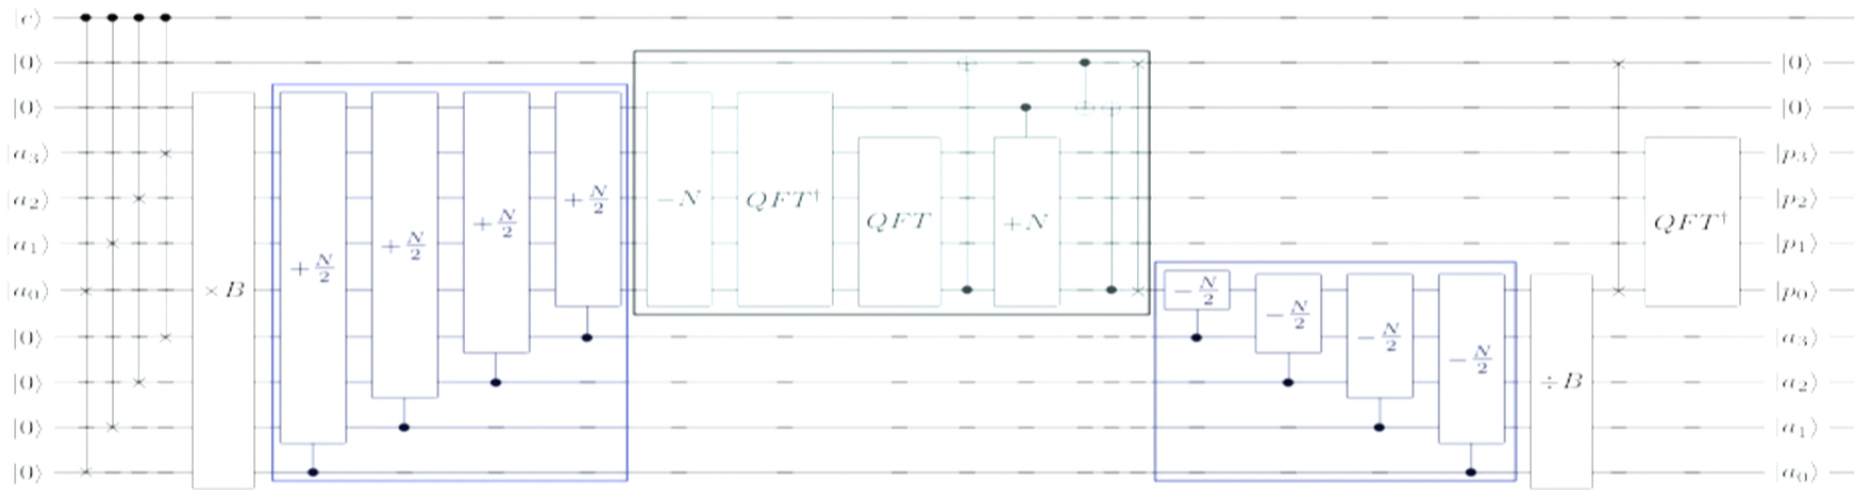 |c⟩
|0⟩ |0⟩
|0⟩ |0⟩
|a₃⟩ |p₃⟩
|a₂⟩ +N/2 −N QFT† |p₂⟩
|a₁⟩ +N/2 +N/2 QFT +N QFT† |p₁⟩
|a₀⟩ ×B +N/2 −N/2 |p₀⟩
|0⟩ −N/2 −N/2 |a₃⟩
|0⟩ −N/2 ÷B |a₂⟩
|0⟩ |a₁⟩
|0⟩ |a₀⟩